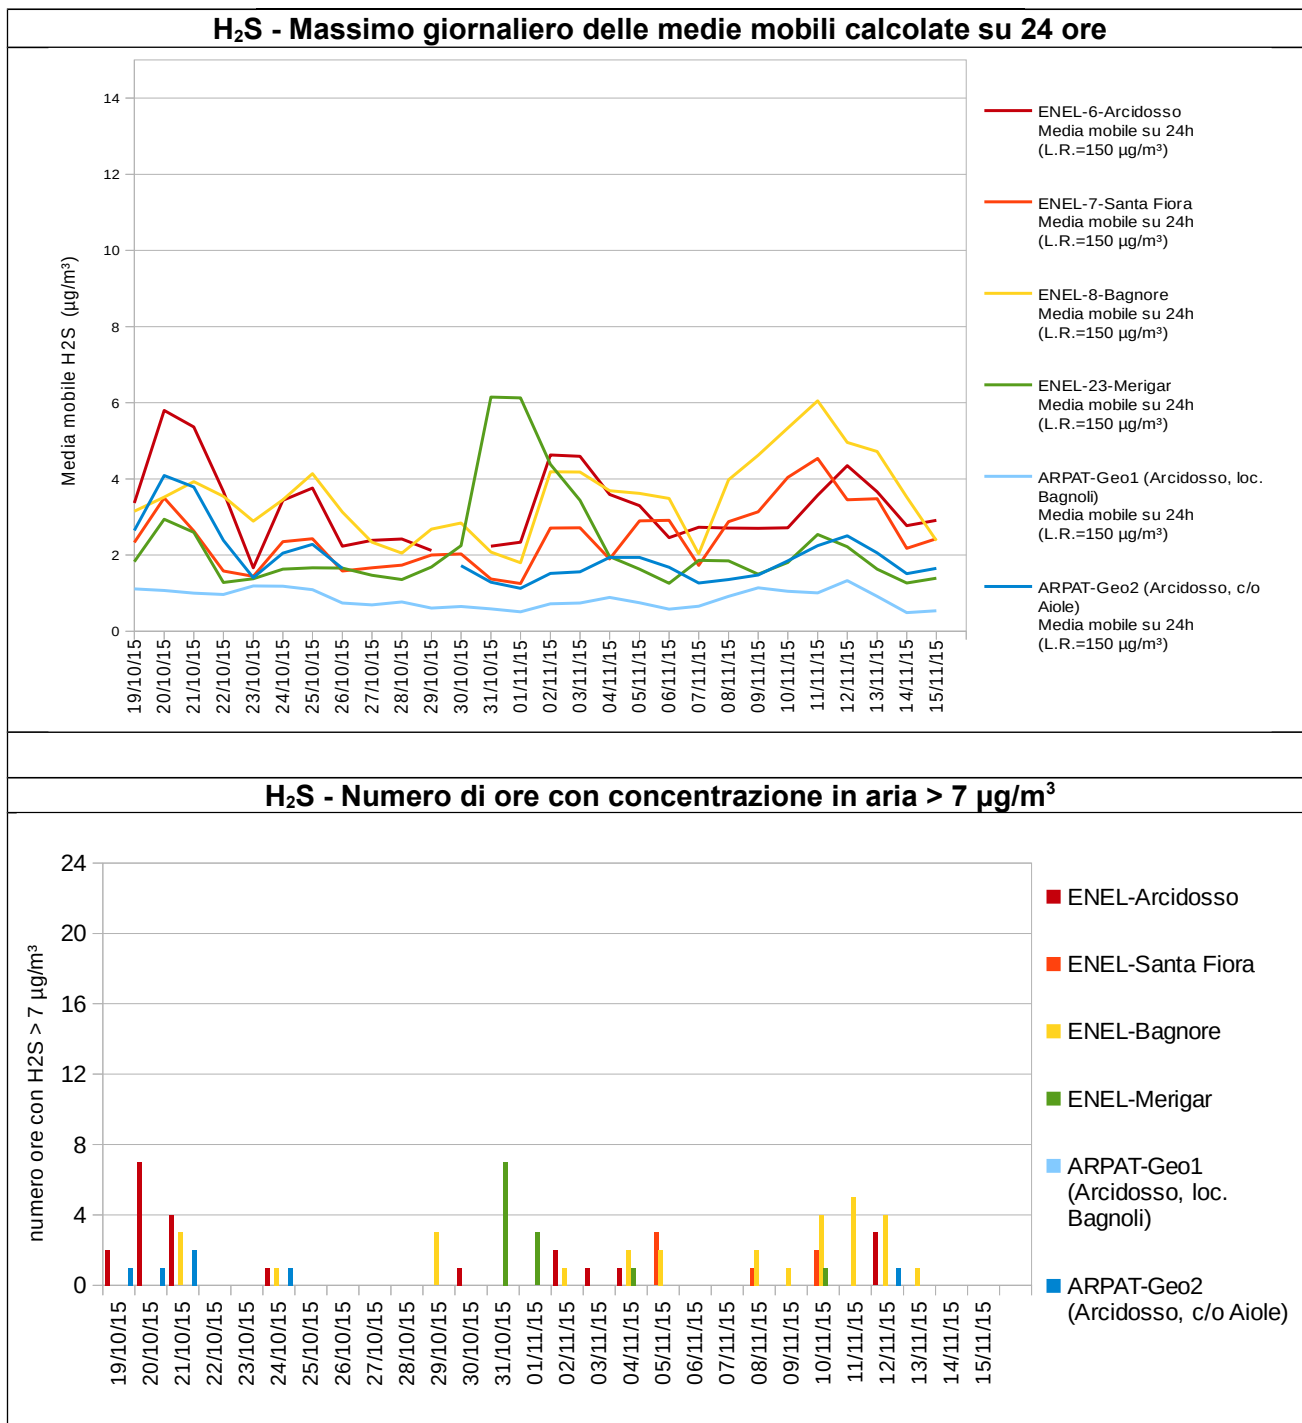 H₂S - Massimo giornaliero delle medie mobili calcolate su 24 ore
Media mobile H2S (µg/m³)
14
12
10
8
6
4
2
0
19/10/15
20/10/15
21/10/15
22/10/15
23/10/15
24/10/15
25/10/15
26/10/15
27/10/15
28/10/15
29/10/15
30/10/15
31/10/15
01/11/15
02/11/15
03/11/15
04/11/15
05/11/15
06/11/15
07/11/15
08/11/15
09/11/15
10/11/15
11/11/15
12/11/15
13/11/15
14/11/15
15/11/15
ENEL-6-Arcidosso
Media mobile su 24h
(L.R.=150 µg/m³)
ENEL-7-Santa Fiora
Media mobile su 24h
(L.R.=150 µg/m³)
ENEL-8-Bagnore
Media mobile su 24h
(L.R.=150 µg/m³)
ENEL-23-Merigar
Media mobile su 24h
(L.R.=150 µg/m³)
ARPAT-Geo1 (Arcidosso, loc.
Bagnoli)
Media mobile su 24h
(L.R.=150 µg/m³)
ARPAT-Geo2 (Arcidosso, c/o
Aiole)
Media mobile su 24h
(L.R.=150 µg/m³)
H₂S - Numero di ore con concentrazione in aria > 7 µg/m³
numero ore con H2S > 7 µg/m³
24
20
16
12
8
4
0
19/10/15
20/10/15
21/10/15
22/10/15
23/10/15
24/10/15
25/10/15
26/10/15
27/10/15
28/10/15
29/10/15
30/10/15
31/10/15
01/11/15
02/11/15
03/11/15
04/11/15
05/11/15
06/11/15
07/11/15
08/11/15
09/11/15
10/11/15
11/11/15
12/11/15
13/11/15
14/11/15
15/11/15
ENEL-Arcidosso
ENEL-Santa Fiora
ENEL-Bagnore
ENEL-Merigar
ARPAT-Geo1
(Arcidosso, loc.
Bagnoli)
ARPAT-Geo2
(Arcidosso, c/o Aiole)